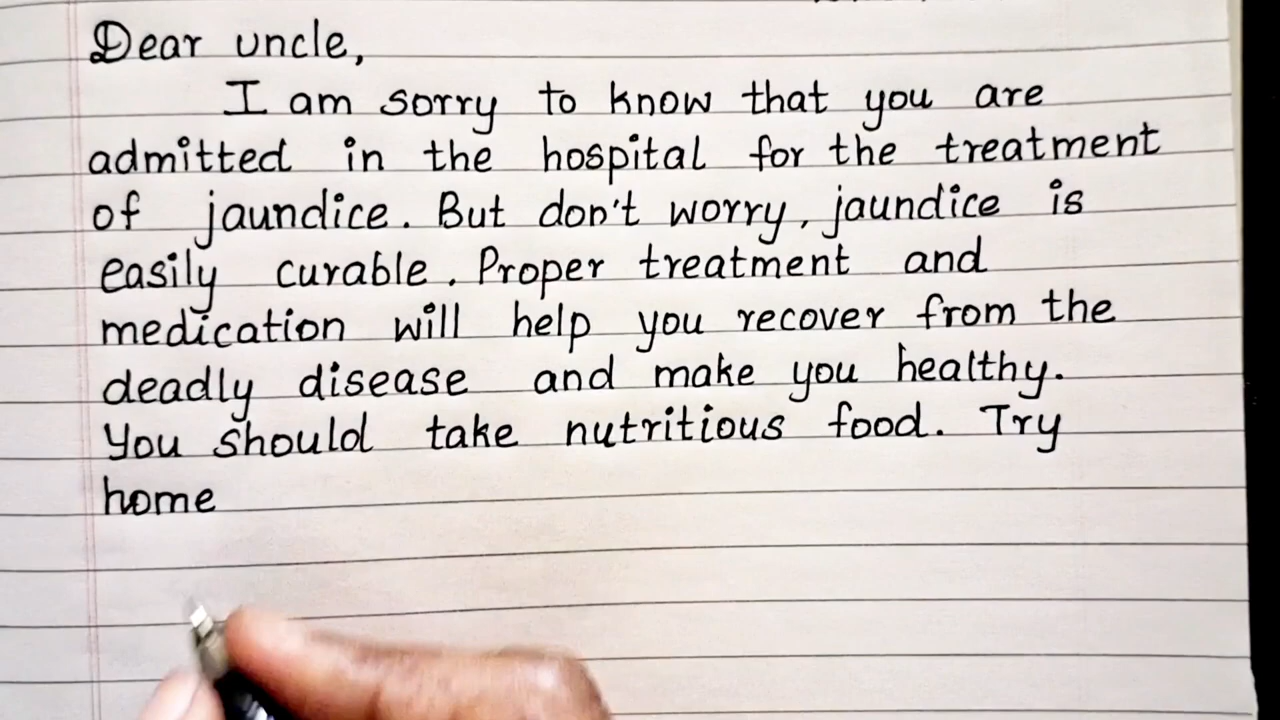 Dear uncle,
I am sorry to know that you are
admitted in the hospital for the treatment
of jaundice. But don't worry, jaundice is
easily curable. Proper treatment and
medication will help you recover from the
deadly disease and make you healthy.
You should take nutritious food. Try
home